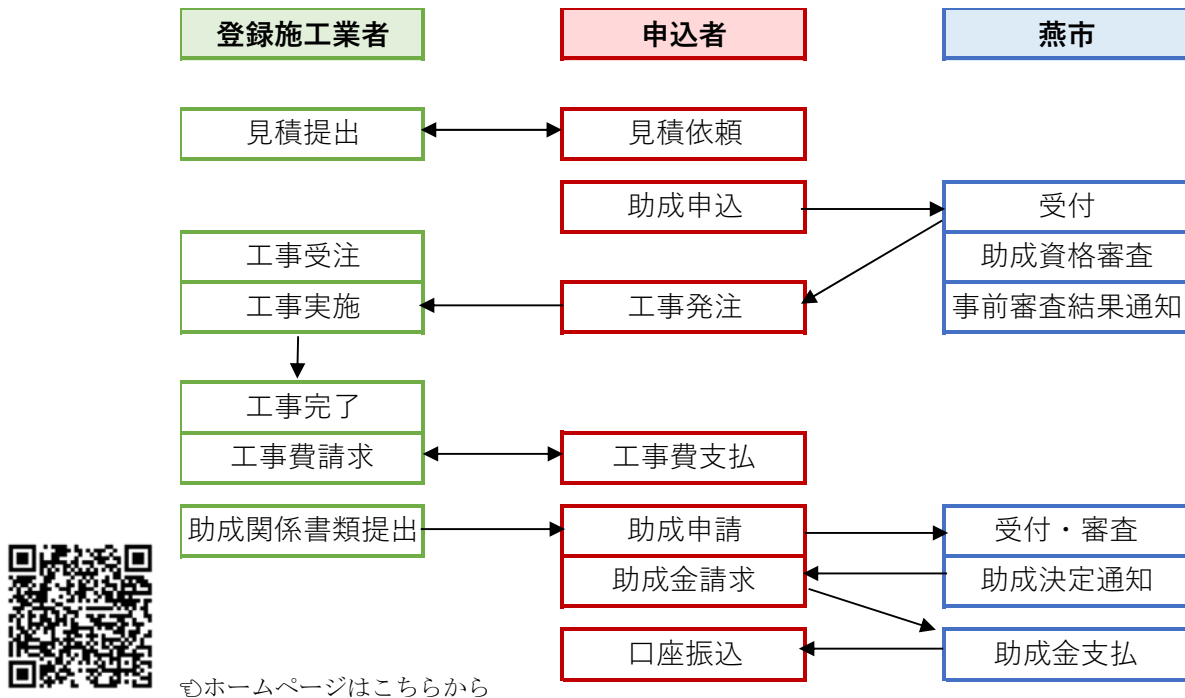 登録施工業者 申込者 燕市
見積提出 見積依頼
助成申込 受付
工事受注 助成資格審査
工事実施 工事発注 事前審査結果通知
工事完了
工事費請求 工事費支払
助成関係書類提出 助成申請 受付・審査
助成金請求 助成決定通知
口座振込 助成金支払
☜ホームページはこちらから